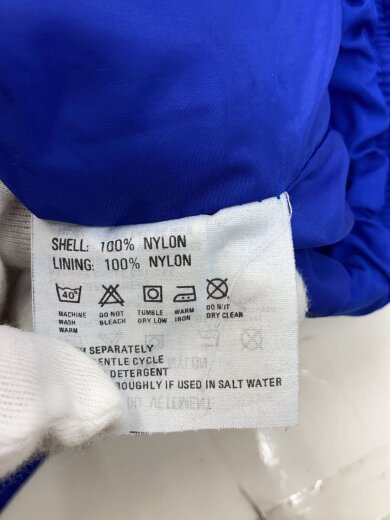 SHELL: 100% NYLON
LINING: 100% NYLON
40°
MACHINE WASH WARM
DO NOT BLEACH
TUMBLE DRY LOW
WARM IRON
DO NOT DRY CLEAN
SEPARATELY
GENTLE CYCLE
DETERGENT
IF USED IN SALT WATER